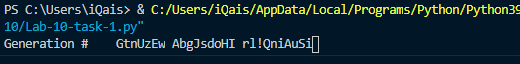 PS C:\Users\iQais> & C:/Users/iQais/AppData/Local/Programs/Python/Python39
10/Lab-10-task-1.py"
Generation #    GtnUzEw AbgJsdoHI rl!QniAuSi